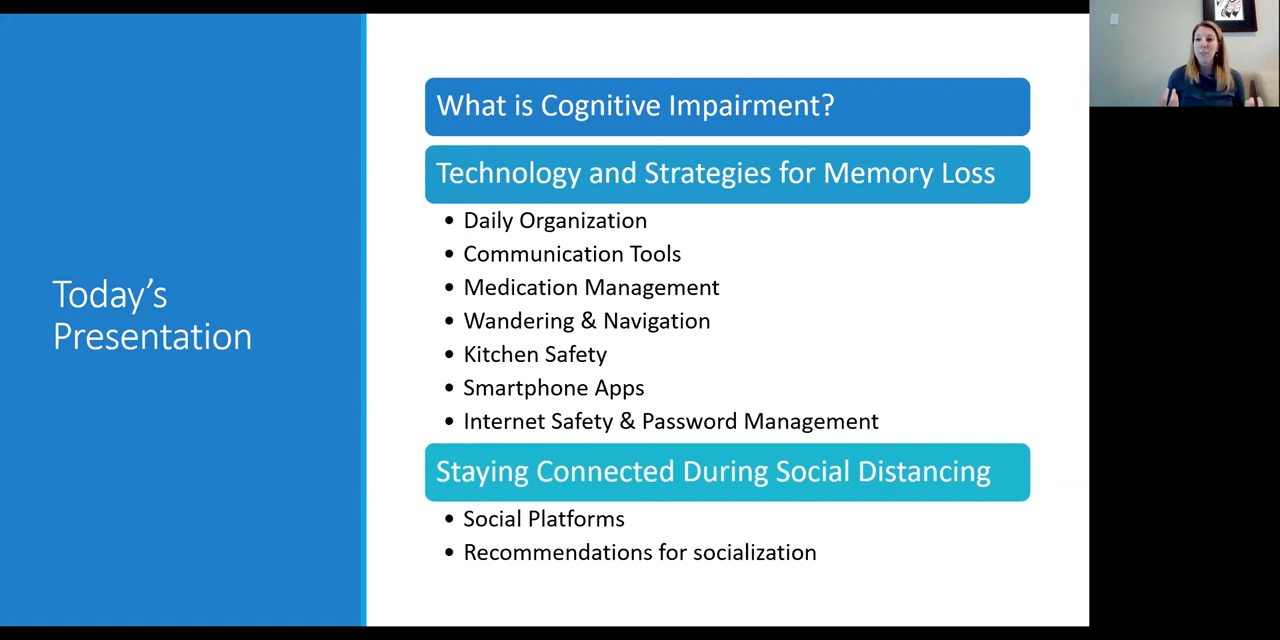 Today’s
Presentation
What is Cognitive Impairment?
Technology and Strategies for Memory Loss
• Daily Organization
• Communication Tools
• Medication Management
• Wandering & Navigation
• Kitchen Safety
• Smartphone Apps
• Internet Safety & Password Management
Staying Connected During Social Distancing
• Social Platforms
• Recommendations for socialization